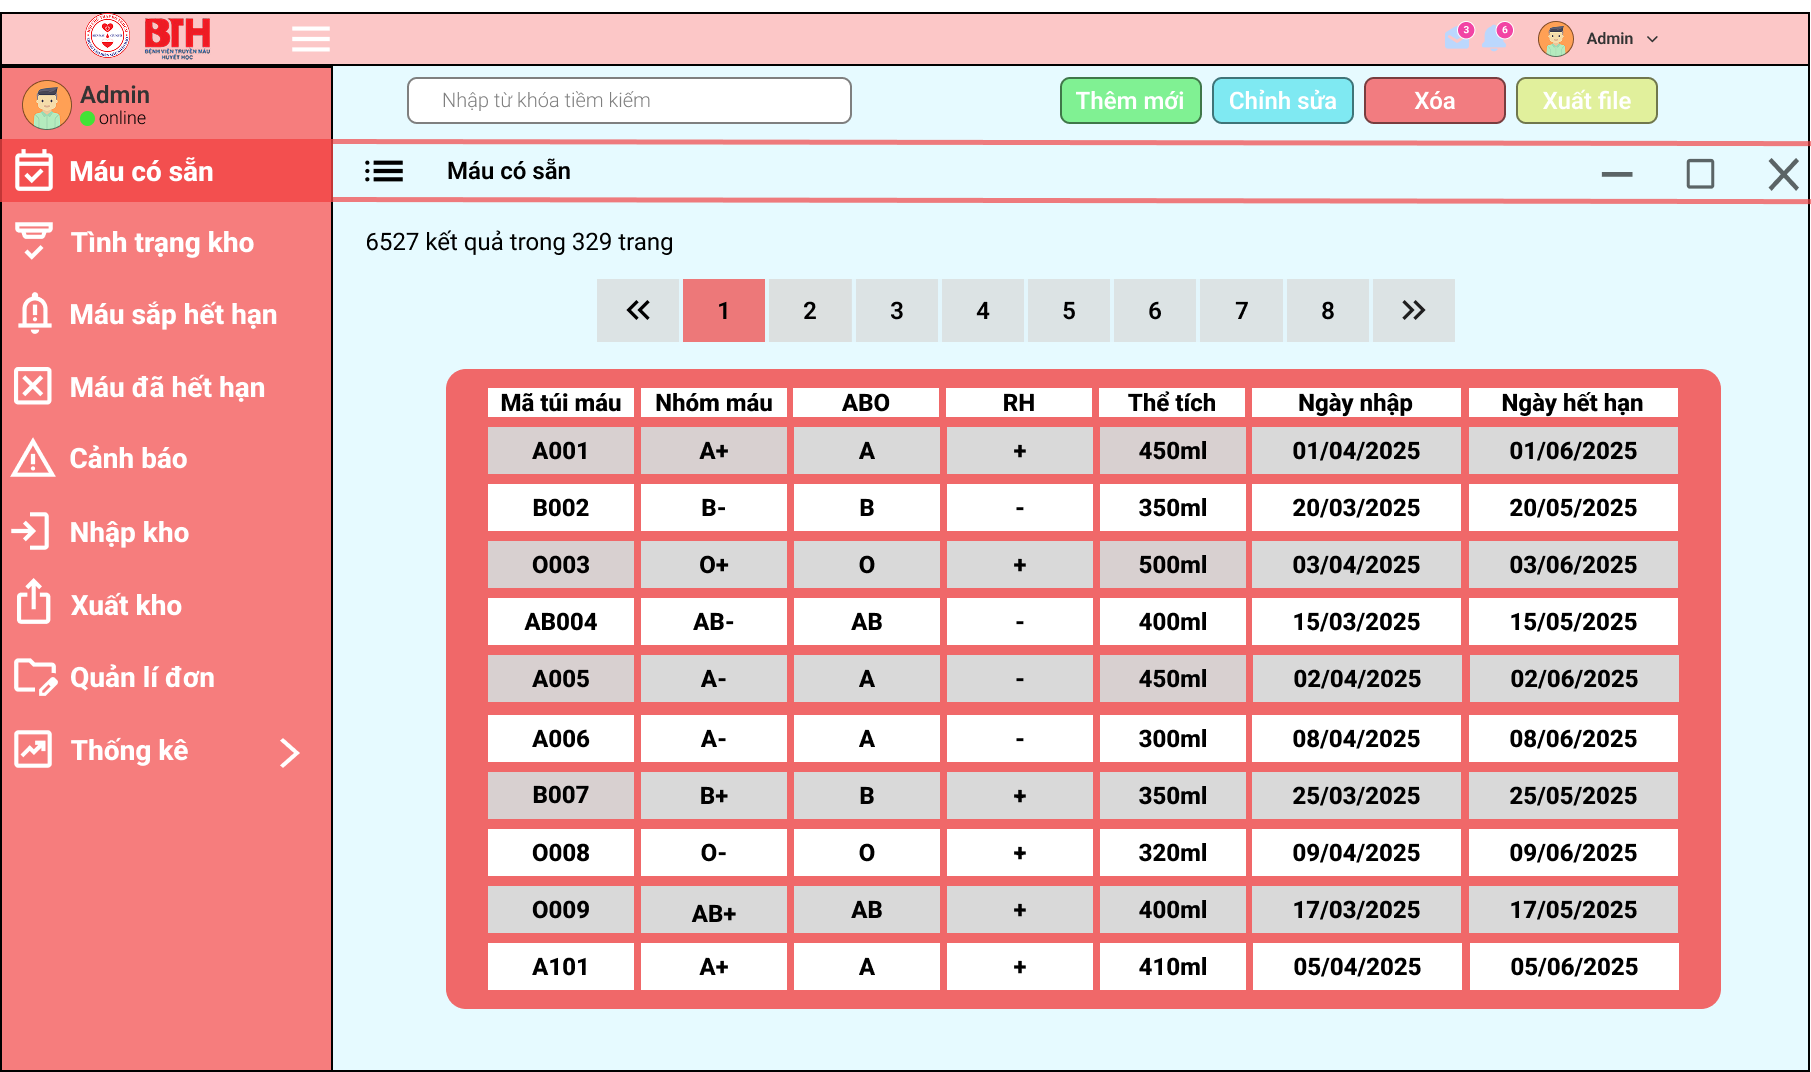 BTH
BỆNH VIỆN TRUYỀN MÁU
HUYẾT HỌC
3
6
Admin
Admin
online
Nhập từ khóa tiềm kiếm
Thêm mới
Chỉnh sửa
Xóa
Xuất file
Máu có sẵn
Tình trạng kho
Máu sắp hết hạn
Máu đã hết hạn
Cảnh báo
Nhập kho
Xuất kho
Quản lí đơn
Thống kê
Máu có sẵn
6527 kết quả trong 329 trang
« 1 2 3 4 5 6 7 8 »
Mã túi máu Nhóm máu ABO RH Thể tích Ngày nhập Ngày hết hạn
A001 A+ A + 450ml 01/04/2025 01/06/2025
B002 B- B - 350ml 20/03/2025 20/05/2025
O003 O+ O + 500ml 03/04/2025 03/06/2025
AB004 AB- AB - 400ml 15/03/2025 15/05/2025
A005 A- A - 450ml 02/04/2025 02/06/2025
A006 A- A - 300ml 08/04/2025 08/06/2025
B007 B+ B + 350ml 25/03/2025 25/05/2025
O008 O- O + 320ml 09/04/2025 09/06/2025
O009 AB+ AB + 400ml 17/03/2025 17/05/2025
A101 A+ A + 410ml 05/04/2025 05/06/2025